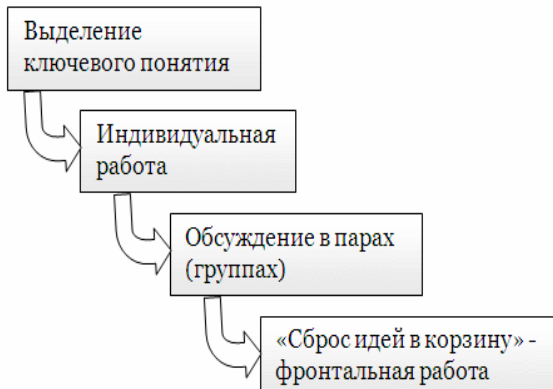 Выделение
ключевого понятия
Индивидуальная
работа
Обсуждение в парах
(группах)
«Сброс идей в корзину» -
фронтальная работа